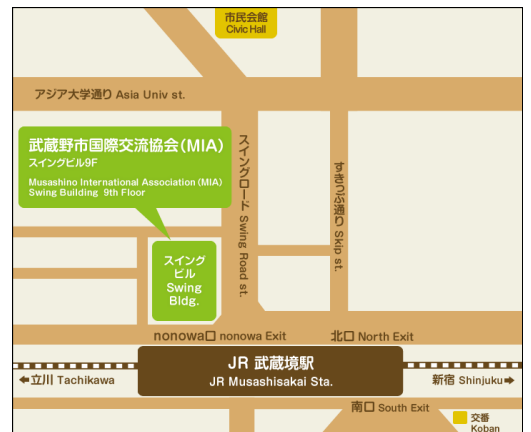 市民会館
Civic Hall
アジア大学通り Asia Univ st.
武蔵野市国際交流協会(MIA)
スイングビル9F
Musashino International Association (MIA)
Swing Building 9th Floor
スイングロード Swing Road st.
すきっぷ通り Skip st.
スイング
ビル
Swing
Bldg.
nonowa口 nonowa Exit
北口 North Exit
JR 武蔵境駅
JR Musashisakai Sta.
←立川 Tachikawa
新宿 Shinjuku→
南口 South Exit
交番
Koban